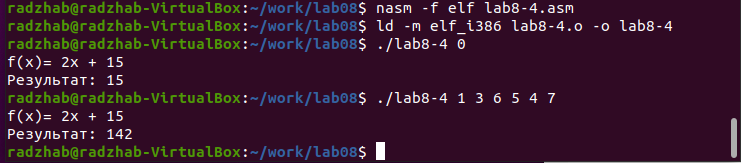 radzhab@radzhab-VirtualBox:~/work/lab08$ nasm -f elf lab8-4.asm
radzhab@radzhab-VirtualBox:~/work/lab08$ ld -m elf_i386 lab8-4.o -o lab8-4
radzhab@radzhab-VirtualBox:~/work/lab08$ ./lab8-4 0
f(x)= 2x + 15
Результат: 15
radzhab@radzhab-VirtualBox:~/work/lab08$ ./lab8-4 1 3 6 5 4 7
f(x)= 2x + 15
Результат: 142
radzhab@radzhab-VirtualBox:~/work/lab08$